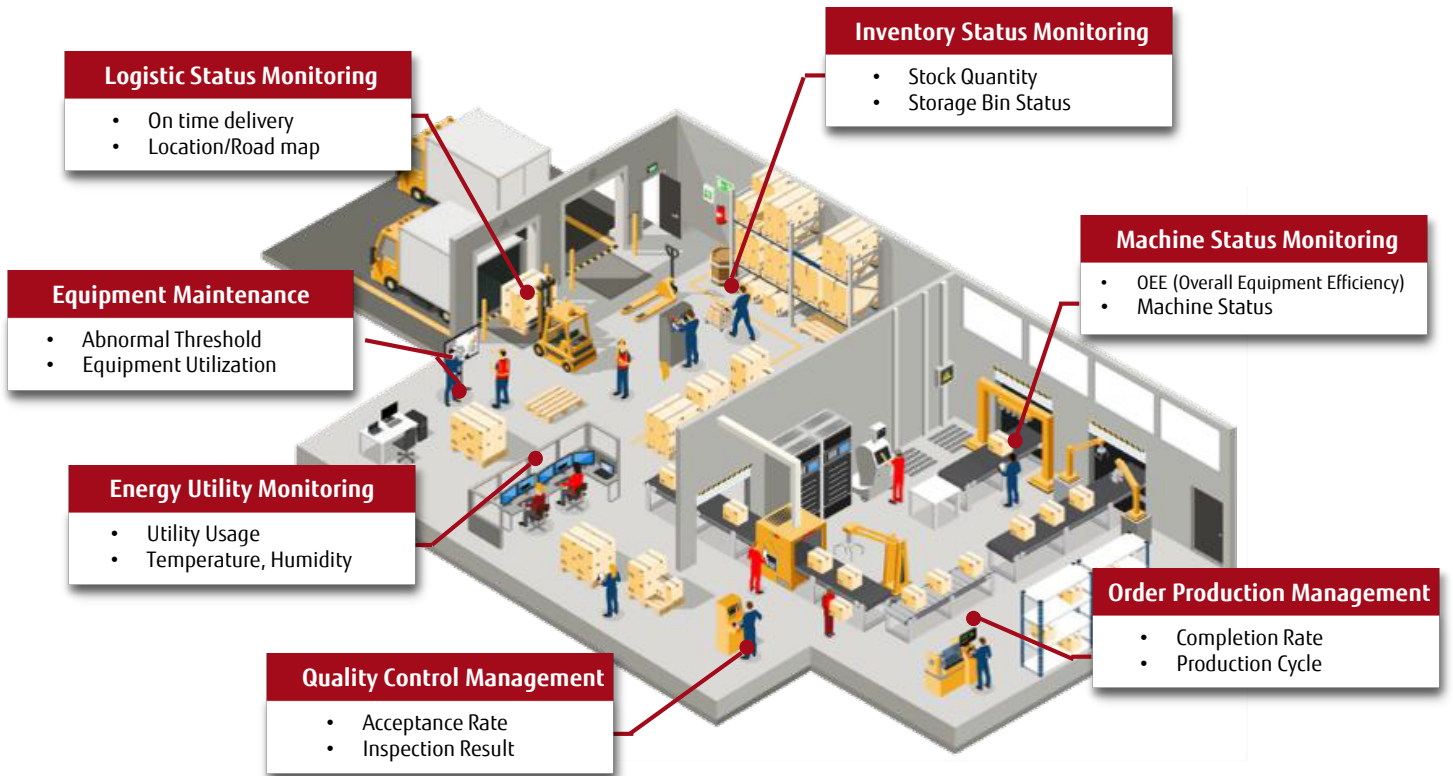 Logistic Status Monitoring
• On time delivery
• Location/Road map
Inventory Status Monitoring
• Stock Quantity
• Storage Bin Status
Machine Status Monitoring
• OEE (Overall Equipment Efficiency)
• Machine Status
Equipment Maintenance
• Abnormal Threshold
• Equipment Utilization
Energy Utility Monitoring
• Utility Usage
• Temperature, Humidity
Order Production Management
• Completion Rate
• Production Cycle
Quality Control Management
• Acceptance Rate
• Inspection Result